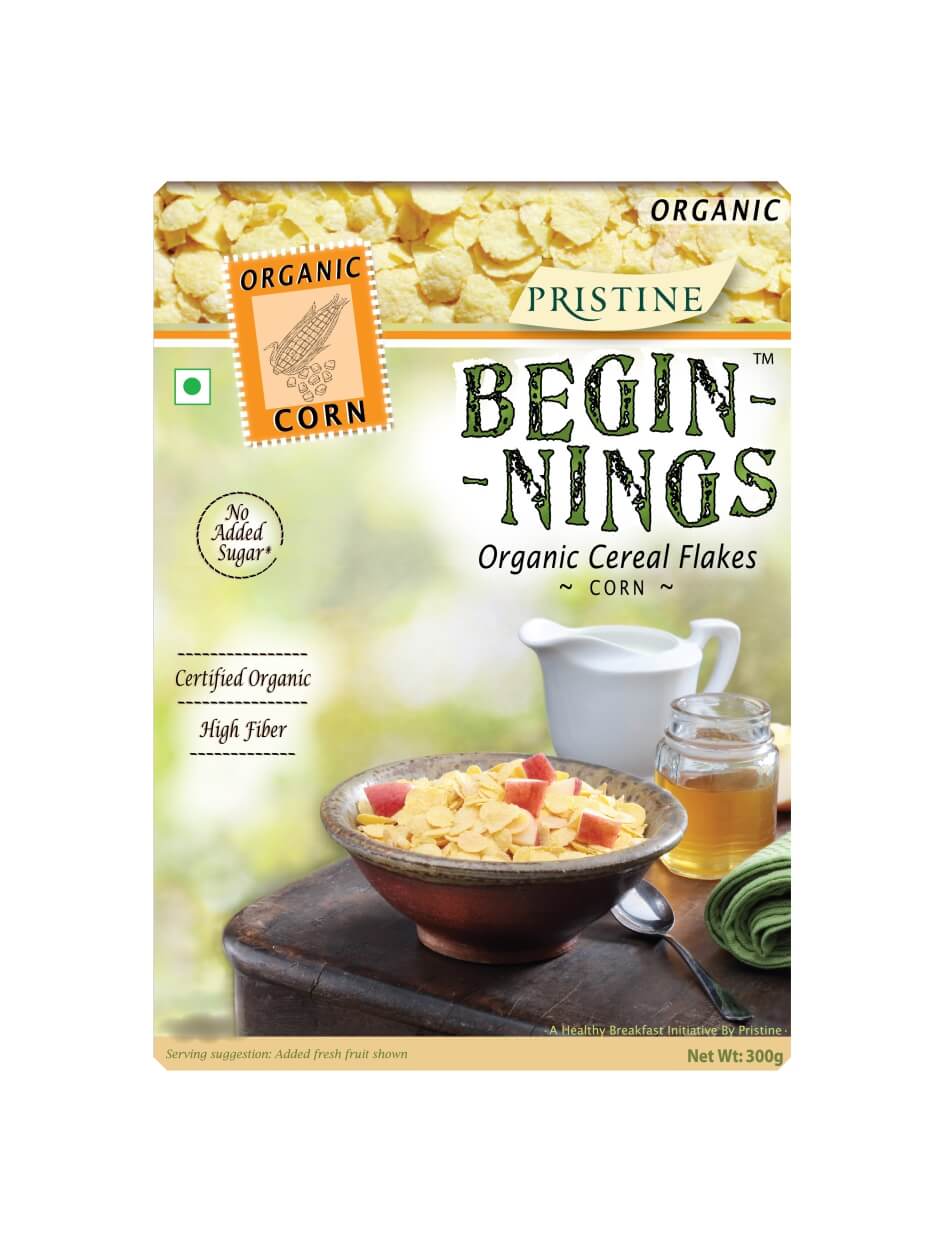 ORGANIC
PRISTINE
ORGANIC
CORN
BEGIN-
-NINGS
™
Organic Cereal Flakes
~ CORN ~
No
Added
Sugar*
Certified Organic
High Fiber
· A Healthy Breakfast Initiative By Pristine ·
Serving suggestion: Added fresh fruit shown
Net Wt: 300g